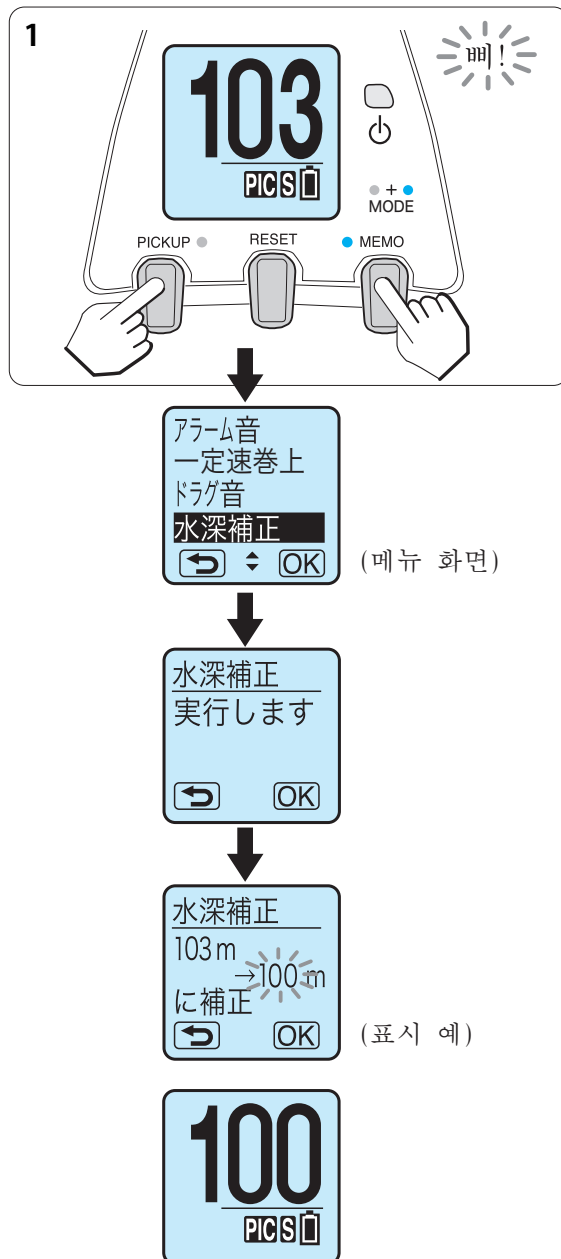 1
삐!
103
PIC S
+
MODE
PICKUP
RESET
MEMO
アラーム音
一定速巻上
ドラグ音
水深補正
OK
(메뉴 화면)
水深補正
実行します
OK
水深補正
103m
→100m
に補正
OK
(표시 예)
100
PIC S